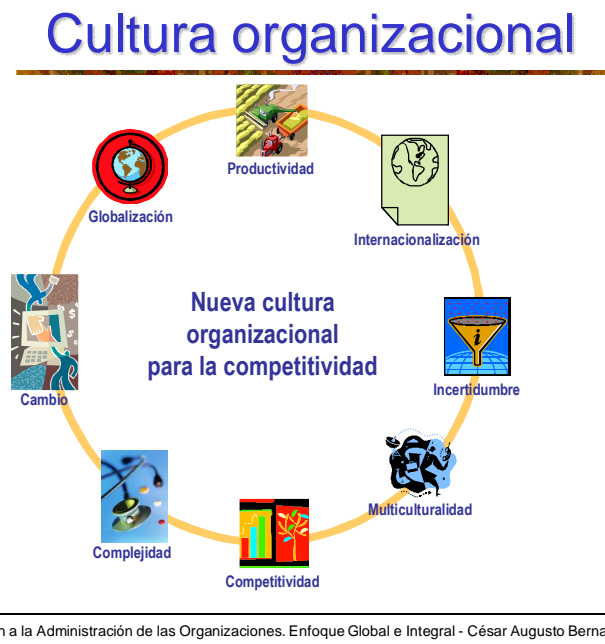 Cultura organizacional
Productividad
Globalización
Internacionalización
Nueva cultura
organizacional
para la competitividad
Cambio
Incertidumbre
i
Multiculturalidad
Complejidad
Competitividad
a la Administración de las Organizaciones. Enfoque Global e Integral - César Augusto